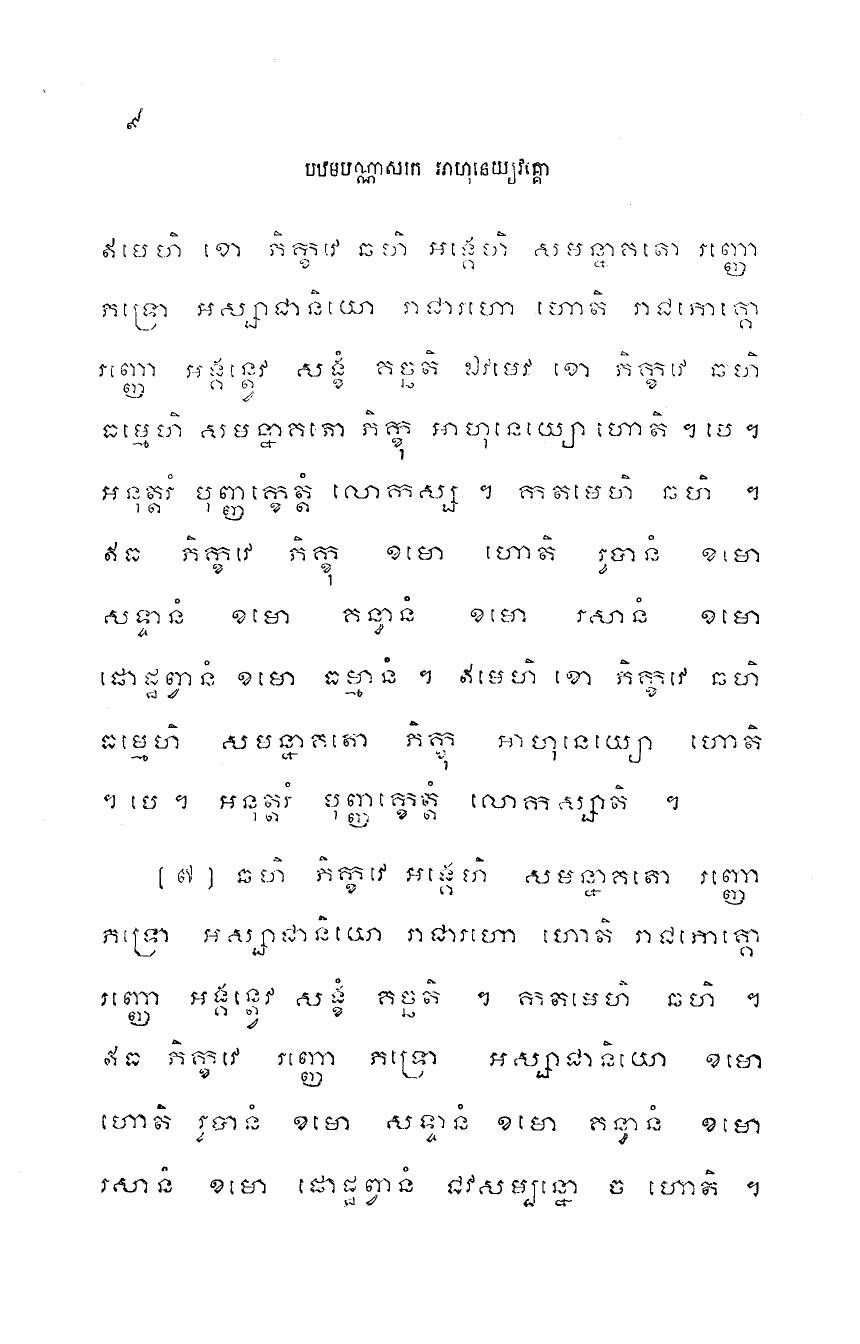 ៩
បឋមបណ្ណាសកេ អាហុនេយ្យវគ្គោ
ឥមេហិ ខោ ភិក្ខវេ ឆហិ អង្គេហិ សមន្នាគតោ រញ្ញោ
ភទ្រោ អស្សាជានិយោ រាជារហោ ហោតិ រាជភោគ្គោ
រញ្ញោ អង្គន្ត្វេវ សង្ខំ គច្ឆតិ ឯវមេវ ខោ ភិក្ខវេ ឆហិ
ធម្មេហិ សមន្នាគតោ ភិក្ខុ អាហុនេយ្យោ ហោតិ ។ បេ ។
អនុត្តរំ បុញ្ញក្ខេត្តំ លោកស្ស ។ កតមេហិ ឆហិ ។
ឥធ ភិក្ខវេ ភិក្ខុ ខមោ ហោតិ រូបានំ ខមោ
សទ្ទានំ ខមោ គន្ធានំ ខមោ រសានំ ខមោ
ផោដ្ឋព្វានំ ខមោ ធម្មានំ ។ ឥមេហិ ខោ ភិក្ខវេ ឆហិ
ធម្មេហិ សមន្នាគតោ ភិក្ខុ អាហុនេយ្យោ ហោតិ
។ បេ ។ អនុត្តរំ បុញ្ញក្ខេត្តំ លោកស្សាតិ ។
[ ៧ ] ឆហិ ភិក្ខវេ អង្គេហិ សមន្នាគតោ រញ្ញោ
ភទ្រោ អស្សាជានិយោ រាជារហោ ហោតិ រាជភោគ្គោ
រញ្ញោ អង្គន្ត្វេវ សង្ខំ គច្ឆតិ ។ កតមេហិ ឆហិ ។
ឥធ ភិក្ខវេ រញ្ញោ ភទ្រោ អស្សាជានិយោ ខមោ
ហោតិ រូបានំ ខមោ សទ្ទានំ ខមោ គន្ធានំ ខមោ
រសានំ ខមោ ផោដ្ឋព្វានំ ជវសម្បន្នោ ច ហោតិ ។